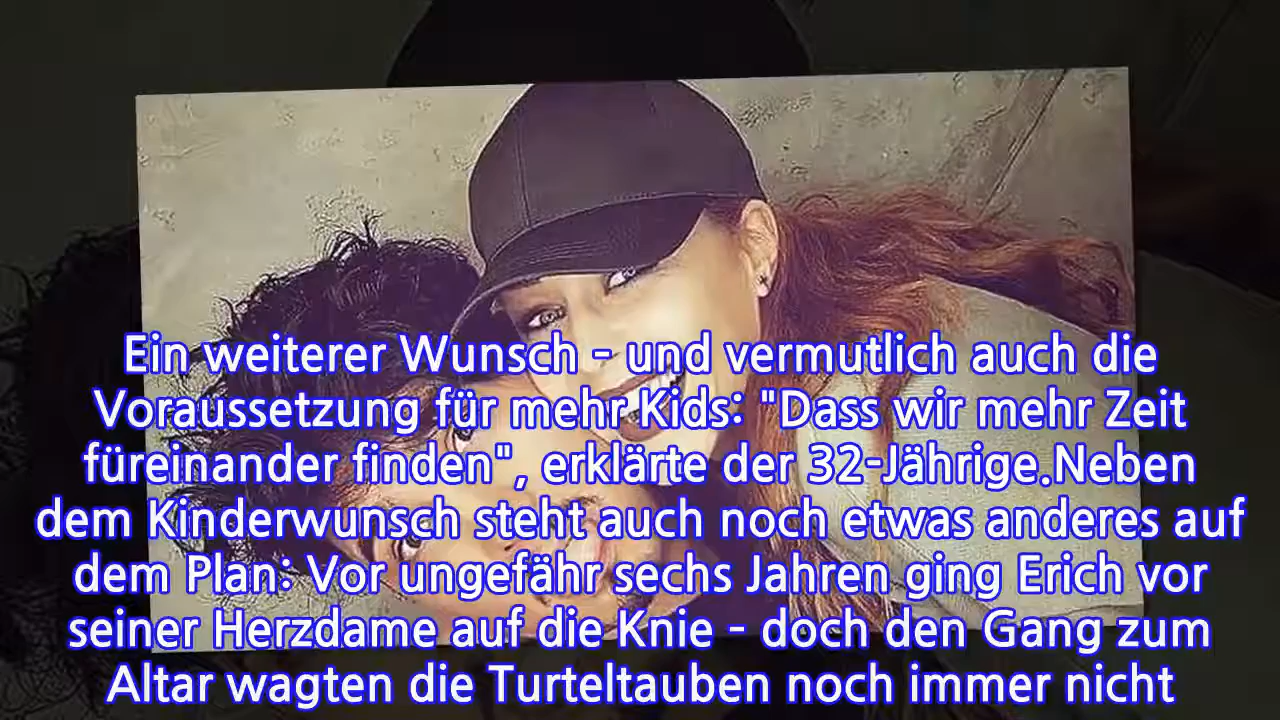 Ein weiterer Wunsch - und vermutlich auch die
Voraussetzung für mehr Kids: "Dass wir mehr Zeit
füreinander finden", erklärte der 32-Jährige.Neben
dem Kinderwunsch steht auch noch etwas anderes auf
dem Plan: Vor ungefähr sechs Jahren ging Erich vor
seiner Herzdame auf die Knie - doch den Gang zum
Altar wagten die Turteltauben noch immer nicht